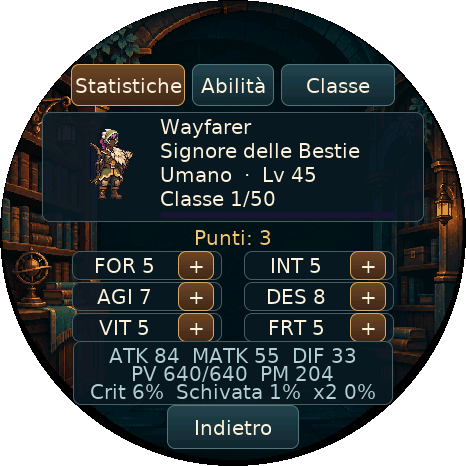 Statistiche Abilità Classe
Wayfarer
Signore delle Bestie
Umano · Lv 45
Classe 1/50
Punti: 3
FOR 5 + INT 5 +
AGI 7 + DES 8 +
VIT 5 + FRT 5 +
ATK 84 MATK 55 DIF 33
PV 640/640 PM 204
Crit 6% Schivata 1% x2 0%
Indietro